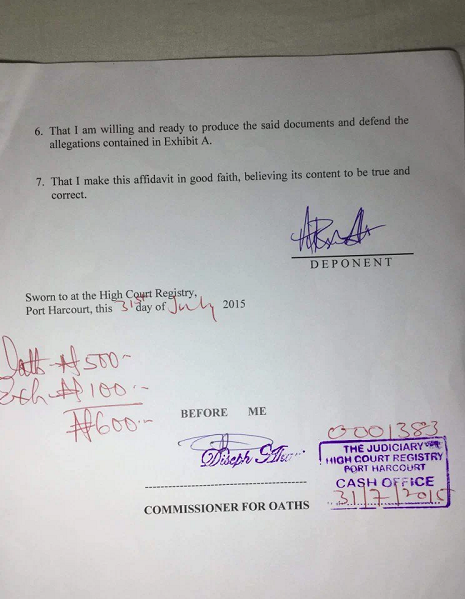 6. That I am willing and ready to produce the said documents and defend the
allegations contained in Exhibit A.
7. That I make this affidavit in good faith, believing its content to be true and
correct.
DEPONENT
Sworn to at the High Court Registry,
Port Harcourt, this 31st day of July 2015
Oath ₦500
Exh ₦100
₦600
BEFORE ME
0001383
THE JUDICIARY
HIGH COURT REGISTRY
PORT HARCOURT
CASH OFFICE
31/7/2015
COMMISSIONER FOR OATHS